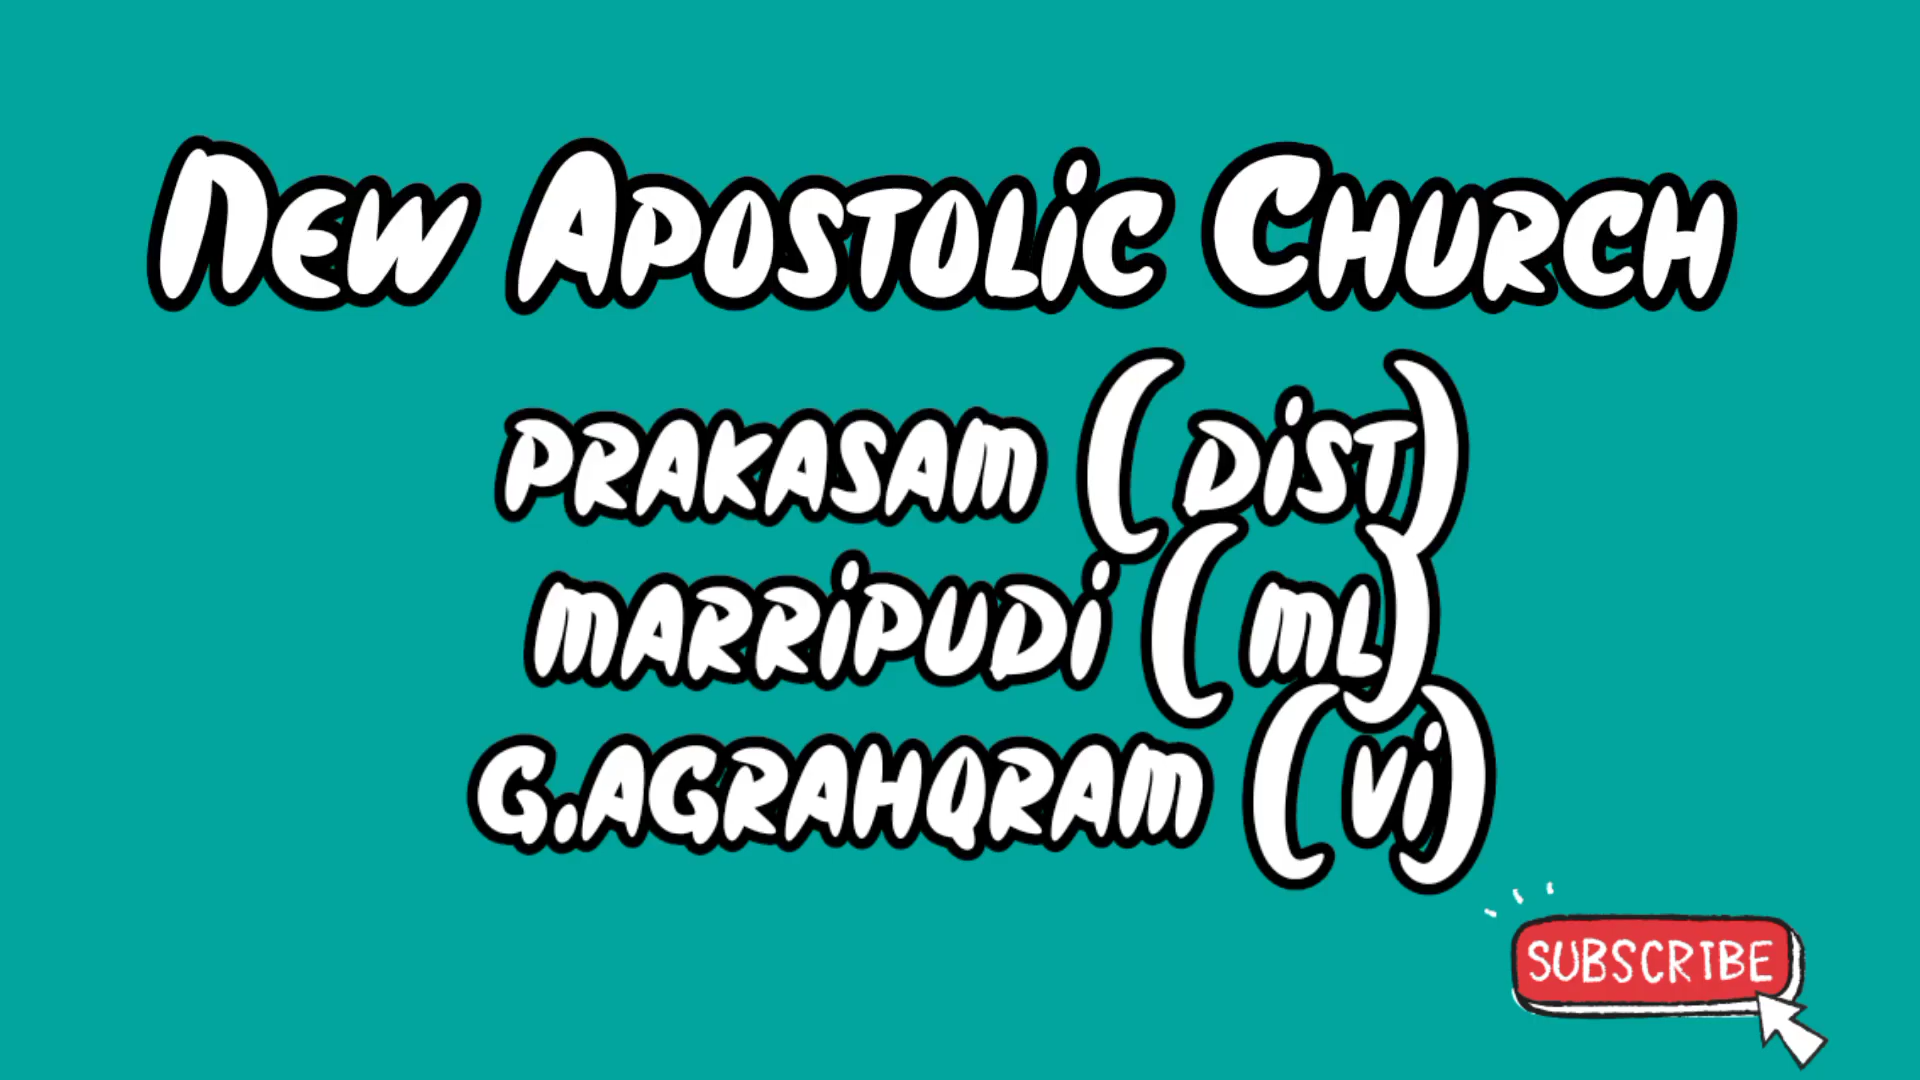 New Apostolic Church
PRAKASAM (DIST)
MARRIPUDI (ML)
G.AGRAHQRAM (VI)
SUBSCRIBE